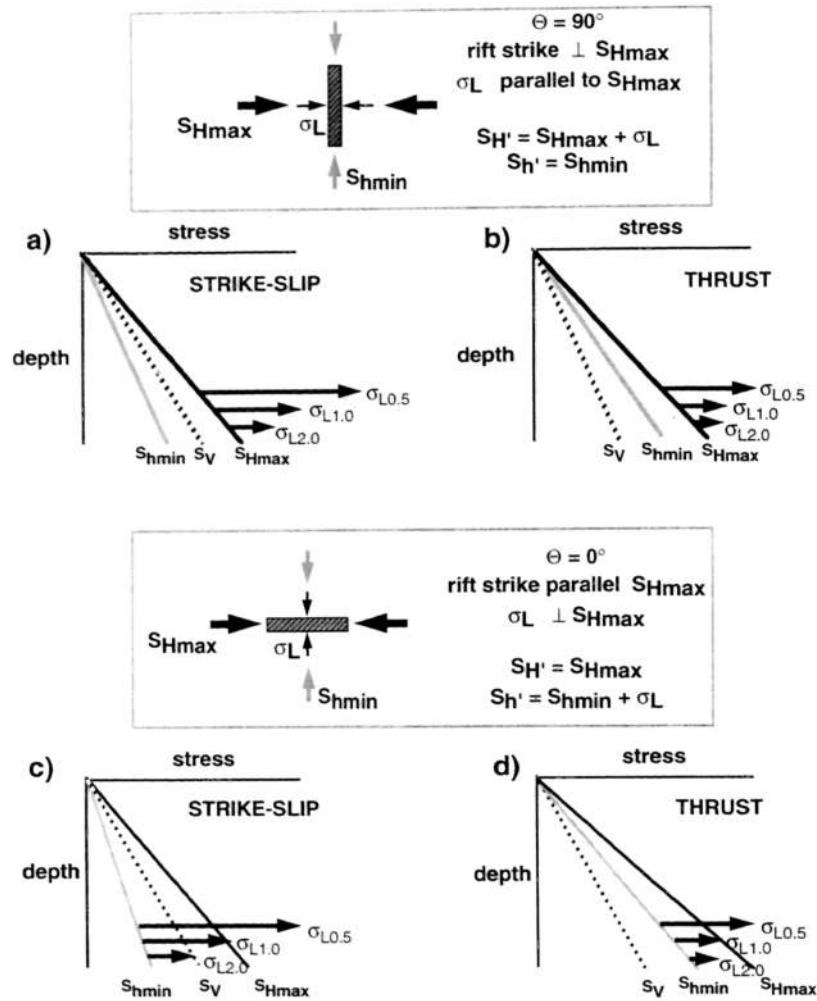 Θ = 90°
rift strike ⊥ SHmax
σL parallel to SHmax
SHmax
σL
SH' = SHmax + σL
Shmin
Sh' = Shmin
a)
stress
b)
stress
STRIKE-SLIP
THRUST
depth
depth
σL0.5
σL0.5
σL1.0
σL1.0
σL2.0
σL2.0
Shmin
SV
SHmax
SV
Shmin
SHmax
Θ = 0°
rift strike parallel SHmax
σL ⊥ SHmax
SHmax
σL
SH' = SHmax
Shmin
Sh' = Shmin + σL
c)
stress
d)
stress
STRIKE-SLIP
THRUST
depth
depth
σL0.5
σL0.5
σL1.0
σL1.0
σL2.0
σL2.0
Shmin
SV
SHmax
SV
Shmin
SHmax